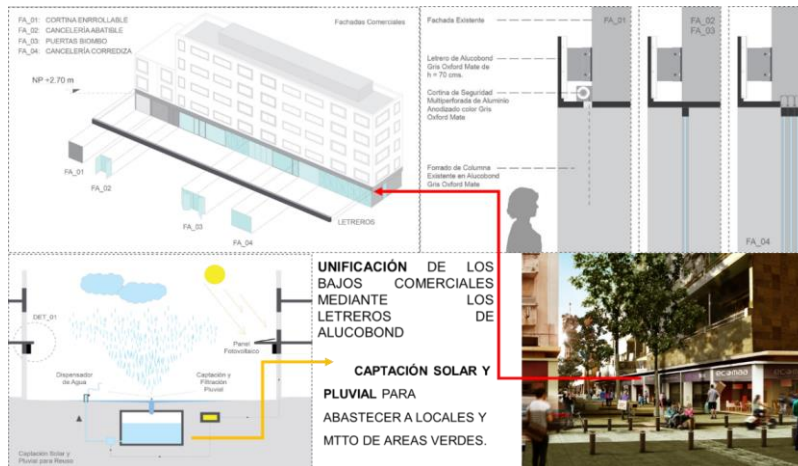 FA_01: CORTINA ENRROLLABLE
FA_02: CANCELERÍA ABATIBLE
FA_03: PUERTAS BIOMBO
FA_04: CANCELERÍA CORREDIZA
Fachadas Comerciales
NP +2.70 m
FA_01
FA_02
FA_03
FA_04
LETREROS
Fachada Existente
Letrero de Alucobond
Gris Oxford Mate de
h = 70 cms.
Cortina de Seguridad
Multiperforada de Aluminio
Anodizado color Gris
Oxford Mate
Forrado de Columna
Existente en Alucobond
Gris Oxford Mate
FA_01
FA_02
FA_03
FA_04
DET_01
Panel
Fotovoltaico
Dispensador
de Agua
Captación y
Filtración
Pluvial
Captación Solar y
Pluvial para Reuso
UNIFICACIÓN DE LOS
BAJOS COMERCIALES
MEDIANTE LOS
LETREROS DE
ALUCOBOND
CAPTACIÓN SOLAR Y
PLUVIAL PARA
ABASTECER A LOCALES Y
MTTO DE AREAS VERDES.